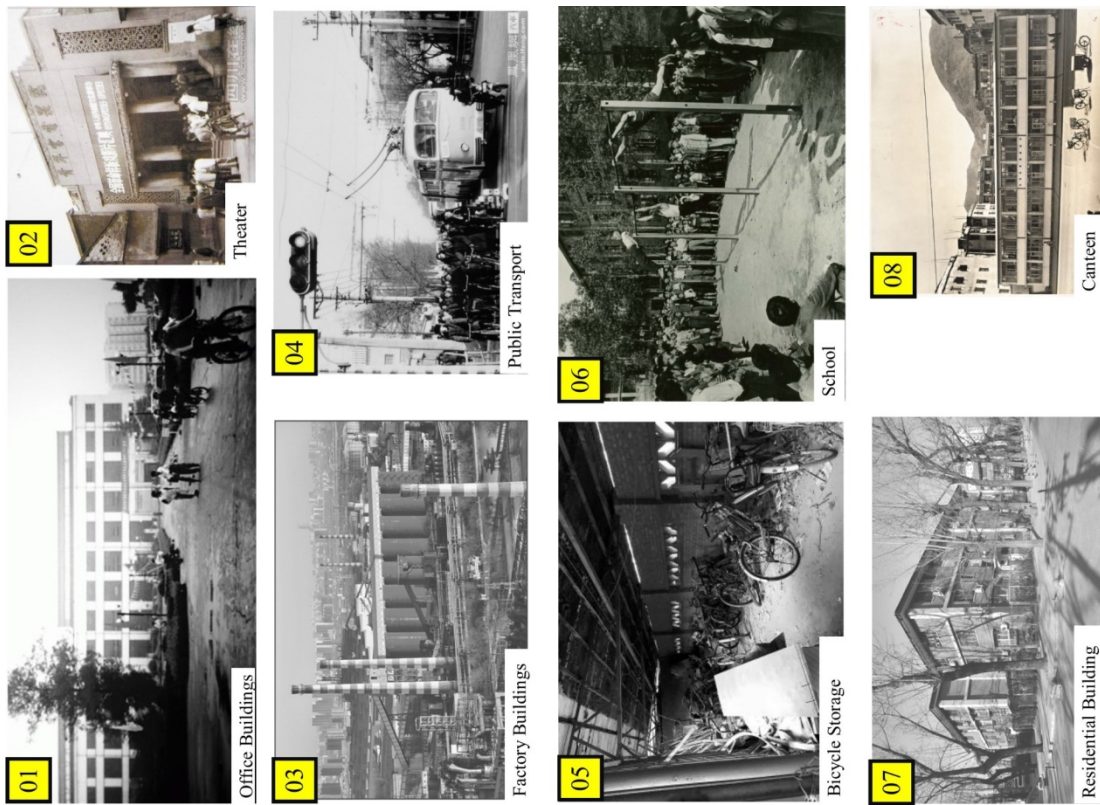 01
Office Buildings
02
Theater
03
Factory Buildings
04
Public Transport
05
Bicycle Storage
06
School
07
Residential Building
08
Canteen